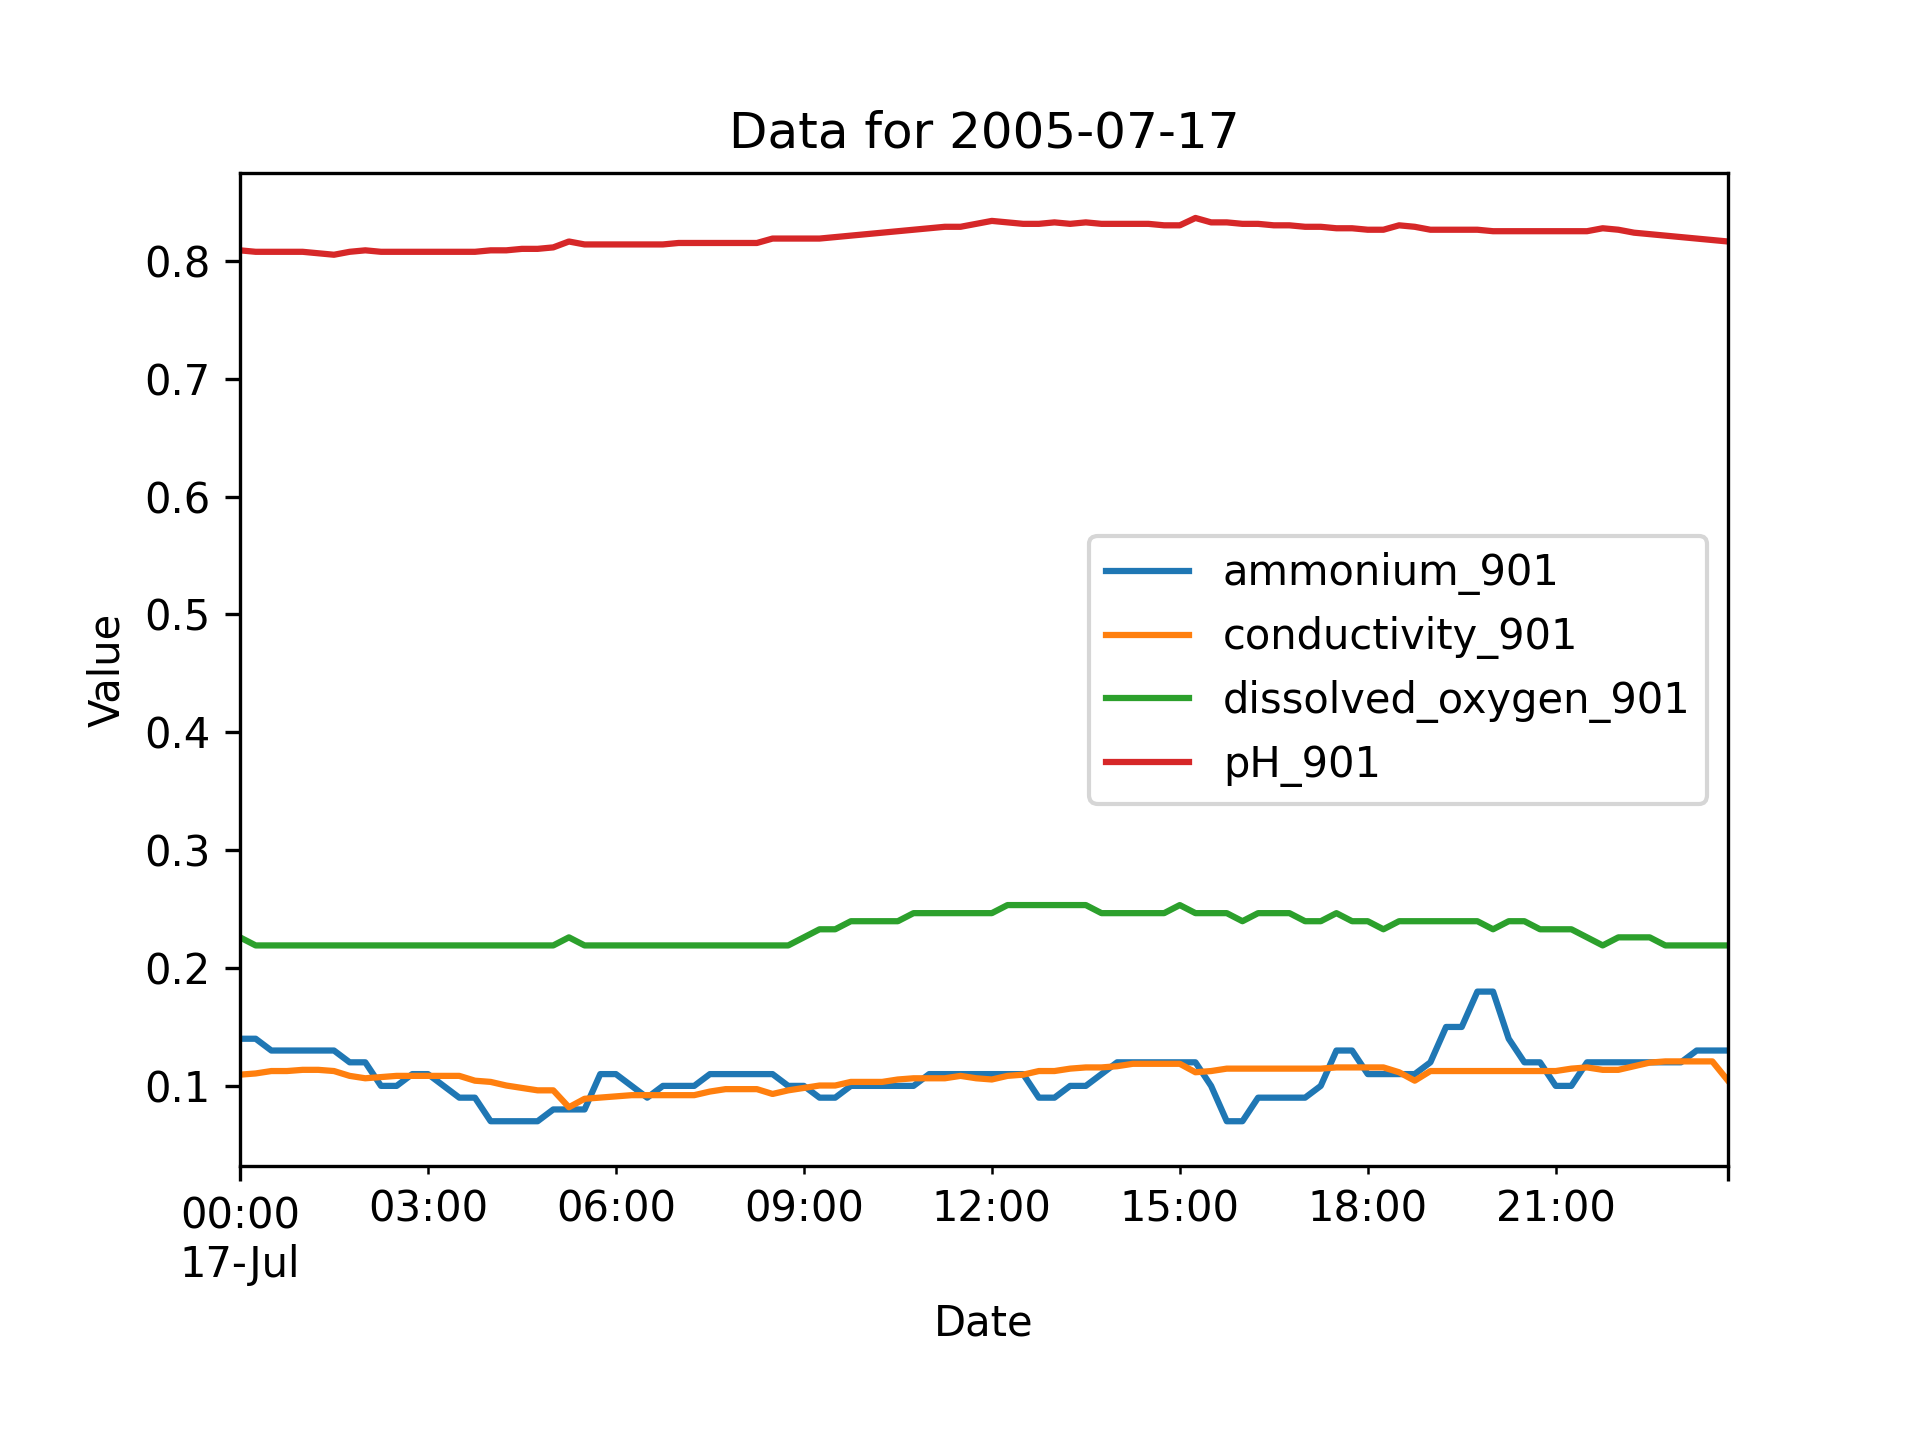 Data for 2005-07-17
Value
0.8
0.7
0.6
0.5
0.4
0.3
0.2
0.1
ammonium_901
conductivity_901
dissolved_oxygen_901
pH_901
00:00 03:00 06:00 09:00 12:00 15:00 18:00 21:00
17-Jul
Date